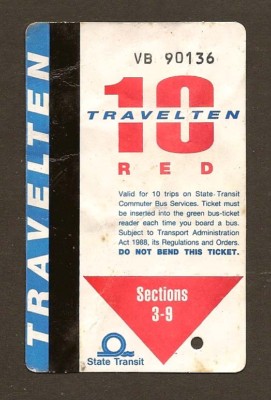 VB 90136
10
TRAVELTEN
RED
Valid for 10 trips on State Transit
Commuter Bus Services. Ticket must
be inserted into the green bus-ticket
reader each time you board a bus.
Subject to Transport Administration
Act 1988, its Regulations and Orders.
DO NOT BEND THIS TICKET.
Sections
3-9
State Transit
TRAVELTEN